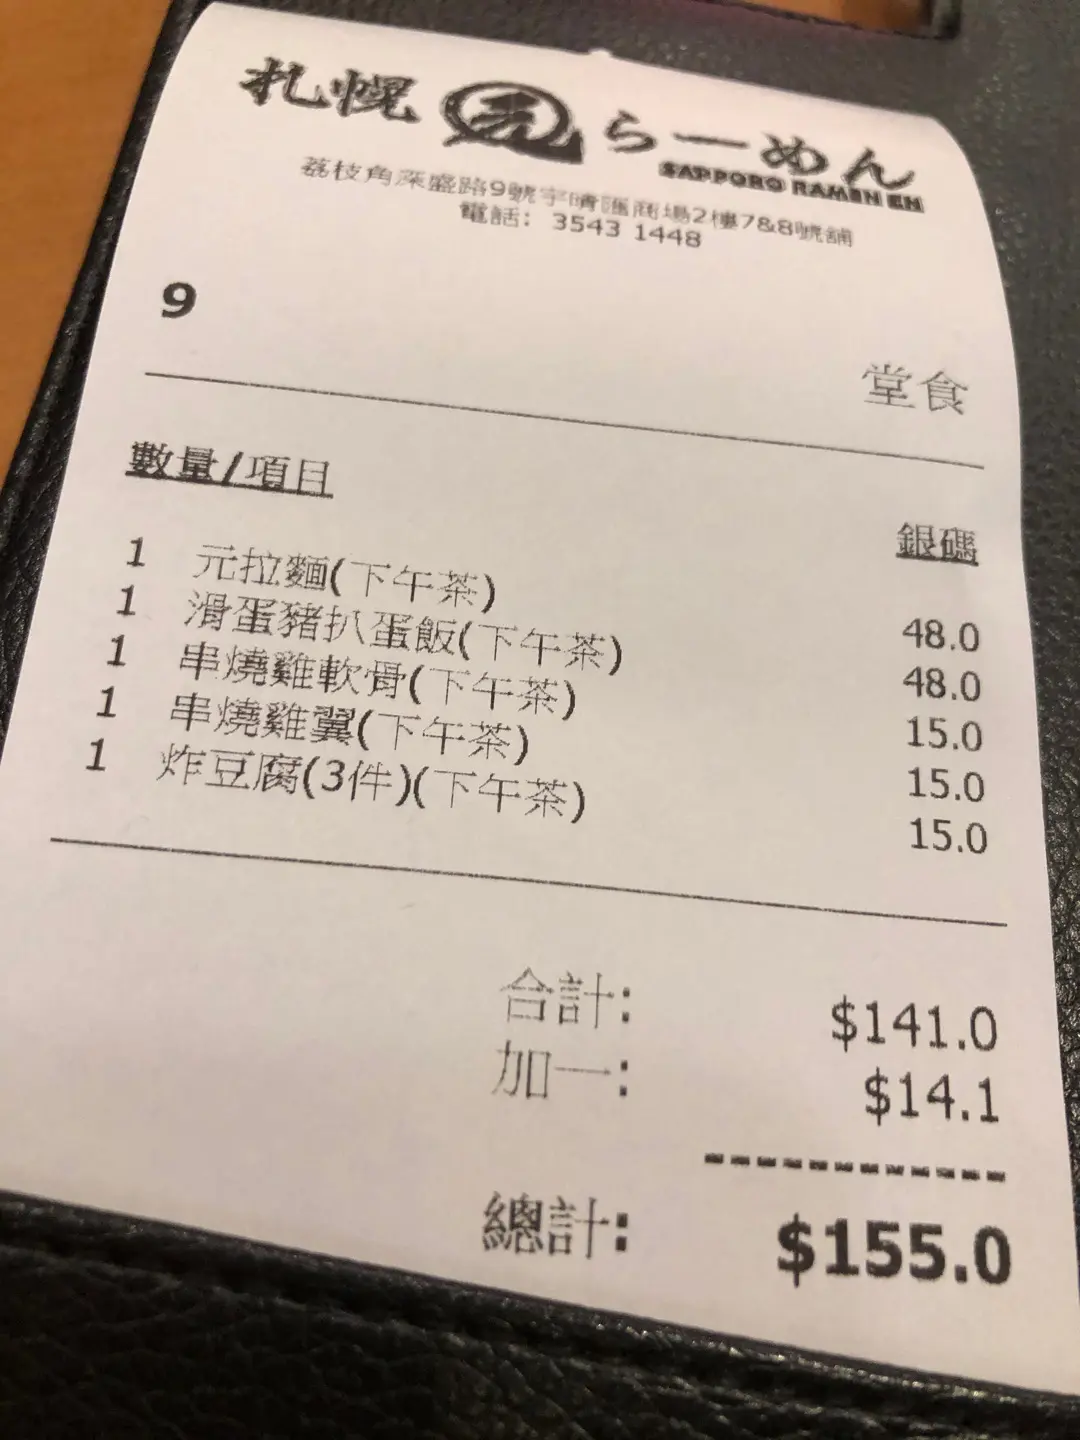 札幌 元 らーめん
SAPPORO RAMEN EN
荔枝角深盛路9號宇晴匯商場2樓7&8號舖
電話: 3543 1448
9
堂食
數量/項目 銀碼
1 元拉麵(下午茶) 48.0
1 滑蛋豬扒蛋飯(下午茶) 48.0
1 串燒雞軟骨(下午茶) 15.0
1 串燒雞翼(下午茶) 15.0
1 炸豆腐(3件)(下午茶) 15.0
合計: $141.0
加一: $14.1
總計: $155.0